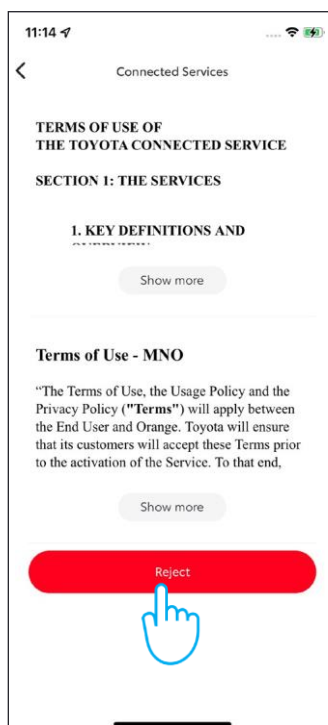 11:14
Connected Services
TERMS OF USE OF
THE TOYOTA CONNECTED SERVICE
SECTION 1: THE SERVICES
1. KEY DEFINITIONS AND
Show more
Terms of Use - MNO
“The Terms of Use, the Usage Policy and the
Privacy Policy ("Terms") will apply between
the End User and Orange. Toyota will ensure
that its customers will accept these Terms prior
to the activation of the Service. To that end,
Show more
Reject